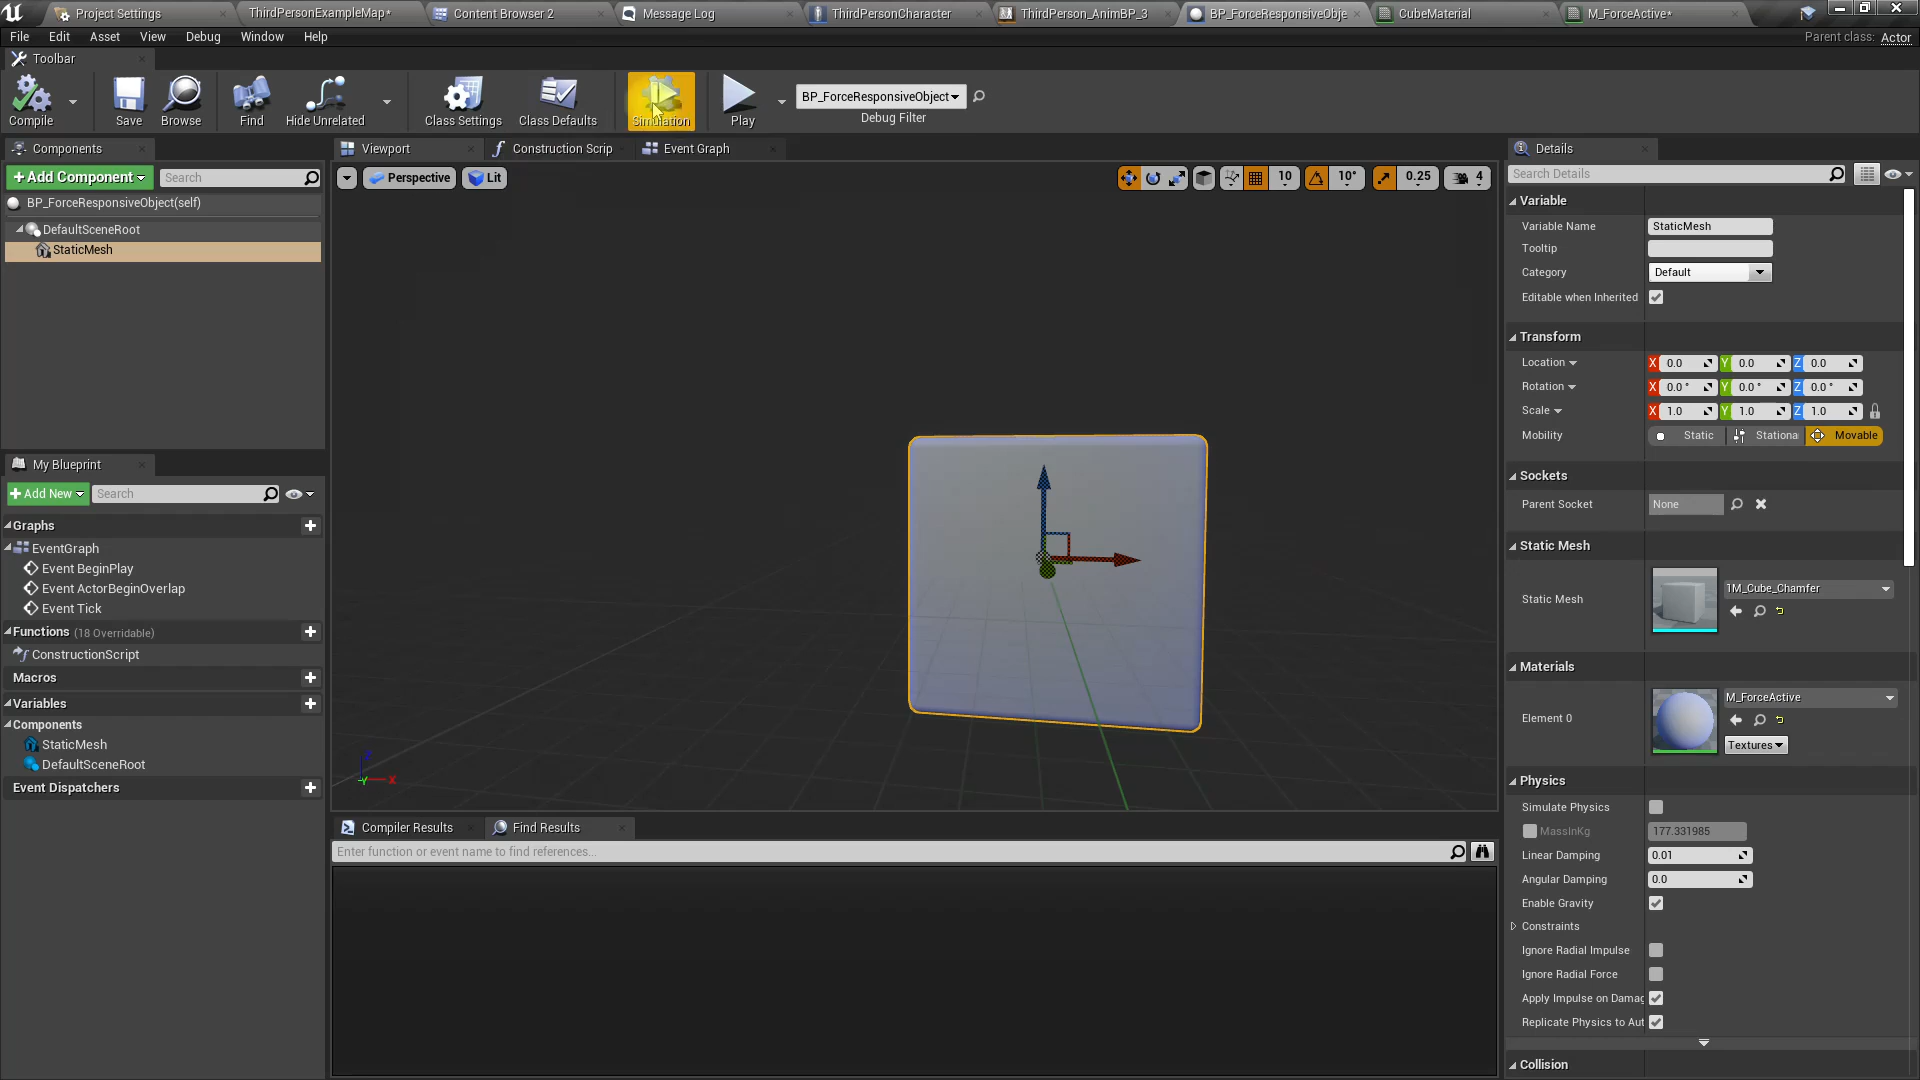 Project Settings
ThirdPersonExampleMap*
Content Browser 2
Message Log
ThirdPersonCharacter
ThirdPerson_AnimBP_3
BP_ForceResponsiveObje
CubeMaterial
M_ForceActive*
File Edit Asset View Debug Window Help
Parent class: Actor
Toolbar
Compile
Save
Browse
Find
Hide Unrelated
Class Settings
Class Defaults
Simulation
Play
BP_ForceResponsiveObject
Debug Filter
Components
+Add Component
Search
BP_ForceResponsiveObject(self)
DefaultSceneRoot
StaticMesh
My Blueprint
+Add New
Search
Graphs
EventGraph
Event BeginPlay
Event ActorBeginOverlap
Event Tick
Functions (18 Overridable)
ConstructionScript
Macros
Variables
Components
StaticMesh
DefaultSceneRoot
Event Dispatchers
Viewport
Construction Scrip
Event Graph
Perspective
Lit
10
10°
0.25
4
X
Compiler Results
Find Results
Enter function or event name to find references...
Details
Search Details
Variable
Variable Name StaticMesh
Tooltip
Category Default
Editable when Inherited
Transform
Location X 0.0 Y 0.0 Z 0.0
Rotation X 0.0 ° Y 0.0 ° Z 0.0 °
Scale X 1.0 Y 1.0 Z 1.0
Mobility Static Stationa Movable
Sockets
Parent Socket None
Static Mesh
Static Mesh 1M_Cube_Chamfer
Materials
Element 0 M_ForceActive
Textures
Physics
Simulate Physics
MassInKg 177.331985
Linear Damping 0.01
Angular Damping 0.0
Enable Gravity
Constraints
Ignore Radial Impulse
Ignore Radial Force
Apply Impulse on Damag
Replicate Physics to Aut
Collision